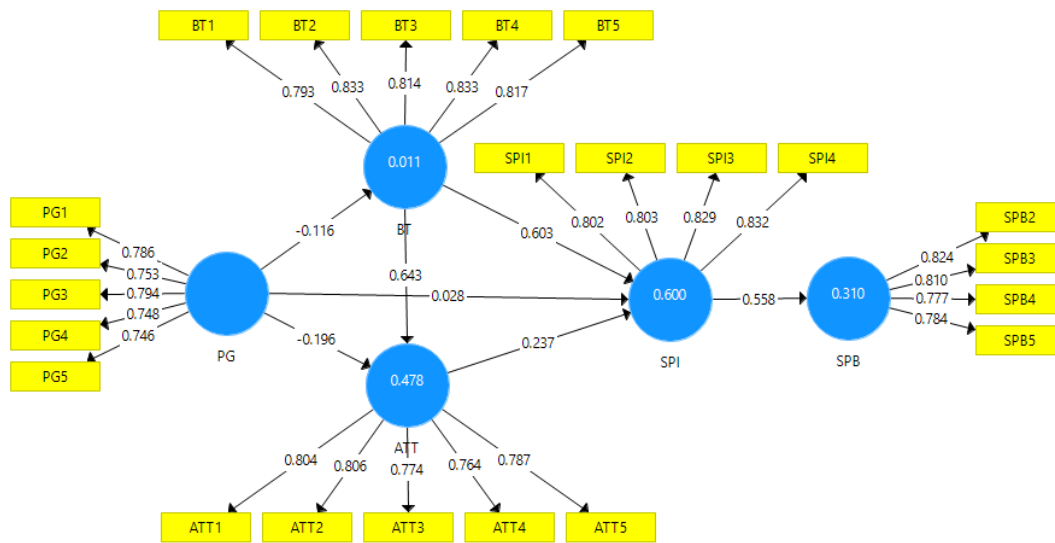 BT1 BT2 BT3 BT4 BT5
0.793 0.833 0.814 0.833 0.817
0.011
BT
SPI1 SPI2 SPI3 SPI4
0.802 0.803 0.829 0.832
PG1
PG2
PG3
PG4
PG5
0.786
0.753
0.794
0.748
0.746
PG
-0.116
0.643
0.603
0.028
-0.196
0.237
0.600
SPI
0.558
0.310
SPB
0.824
0.810
0.777
0.784
SPB2
SPB3
SPB4
SPB5
0.478
ATT
0.804 0.806 0.774 0.764 0.787
ATT1 ATT2 ATT3 ATT4 ATT5